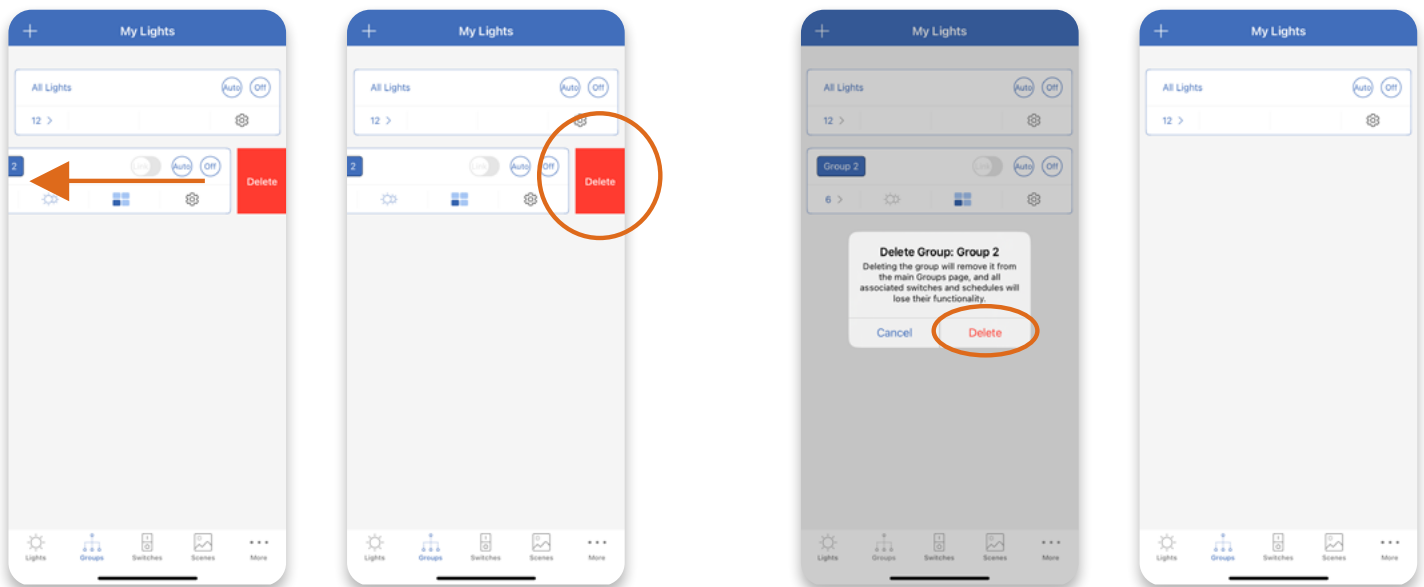 My Lights
All Lights
Auto Off
12 >
2
Link Auto Off
Delete
Lights Groups Switches Scenes More
My Lights
All Lights
Auto Off
12 >
2
Link Auto Off
Delete
Lights Groups Switches Scenes More
My Lights
All Lights
Auto Off
12 >
Group 2
Link Auto Off
6 >
Delete Group: Group 2
Deleting the group will remove it from
the main Groups page, and all
associated switches and schedules will
lose their functionality.
Cancel Delete
Lights Groups Switches Scenes More
My Lights
All Lights
Auto Off
12 >
Lights Groups Switches Scenes More